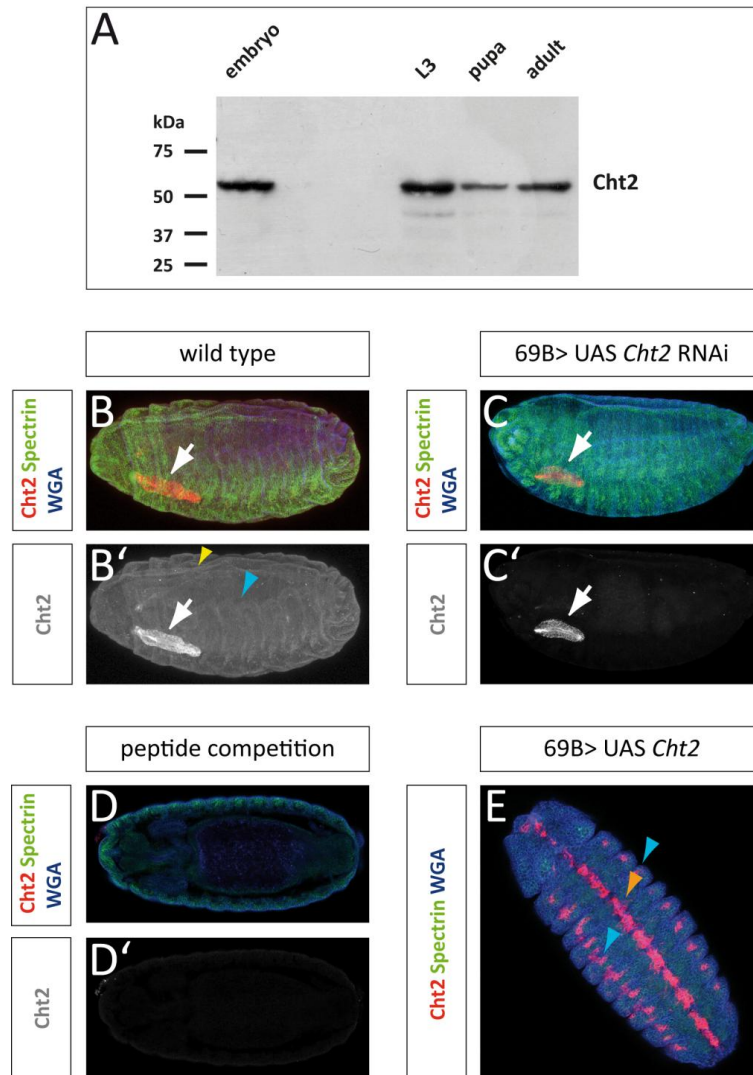 A
embryo
L3
pupa
adult
kDa
75
50
37
25
Cht2
wild type
69B> UAS Cht2 RNAi
Cht2 Spectrin
WGA
B
Cht2 Spectrin
WGA
C
Cht2
B‘
Cht2
C‘
peptide competition
69B> UAS Cht2
Cht2 Spectrin
WGA
D
Cht2
D‘
Cht2 Spectrin WGA
E